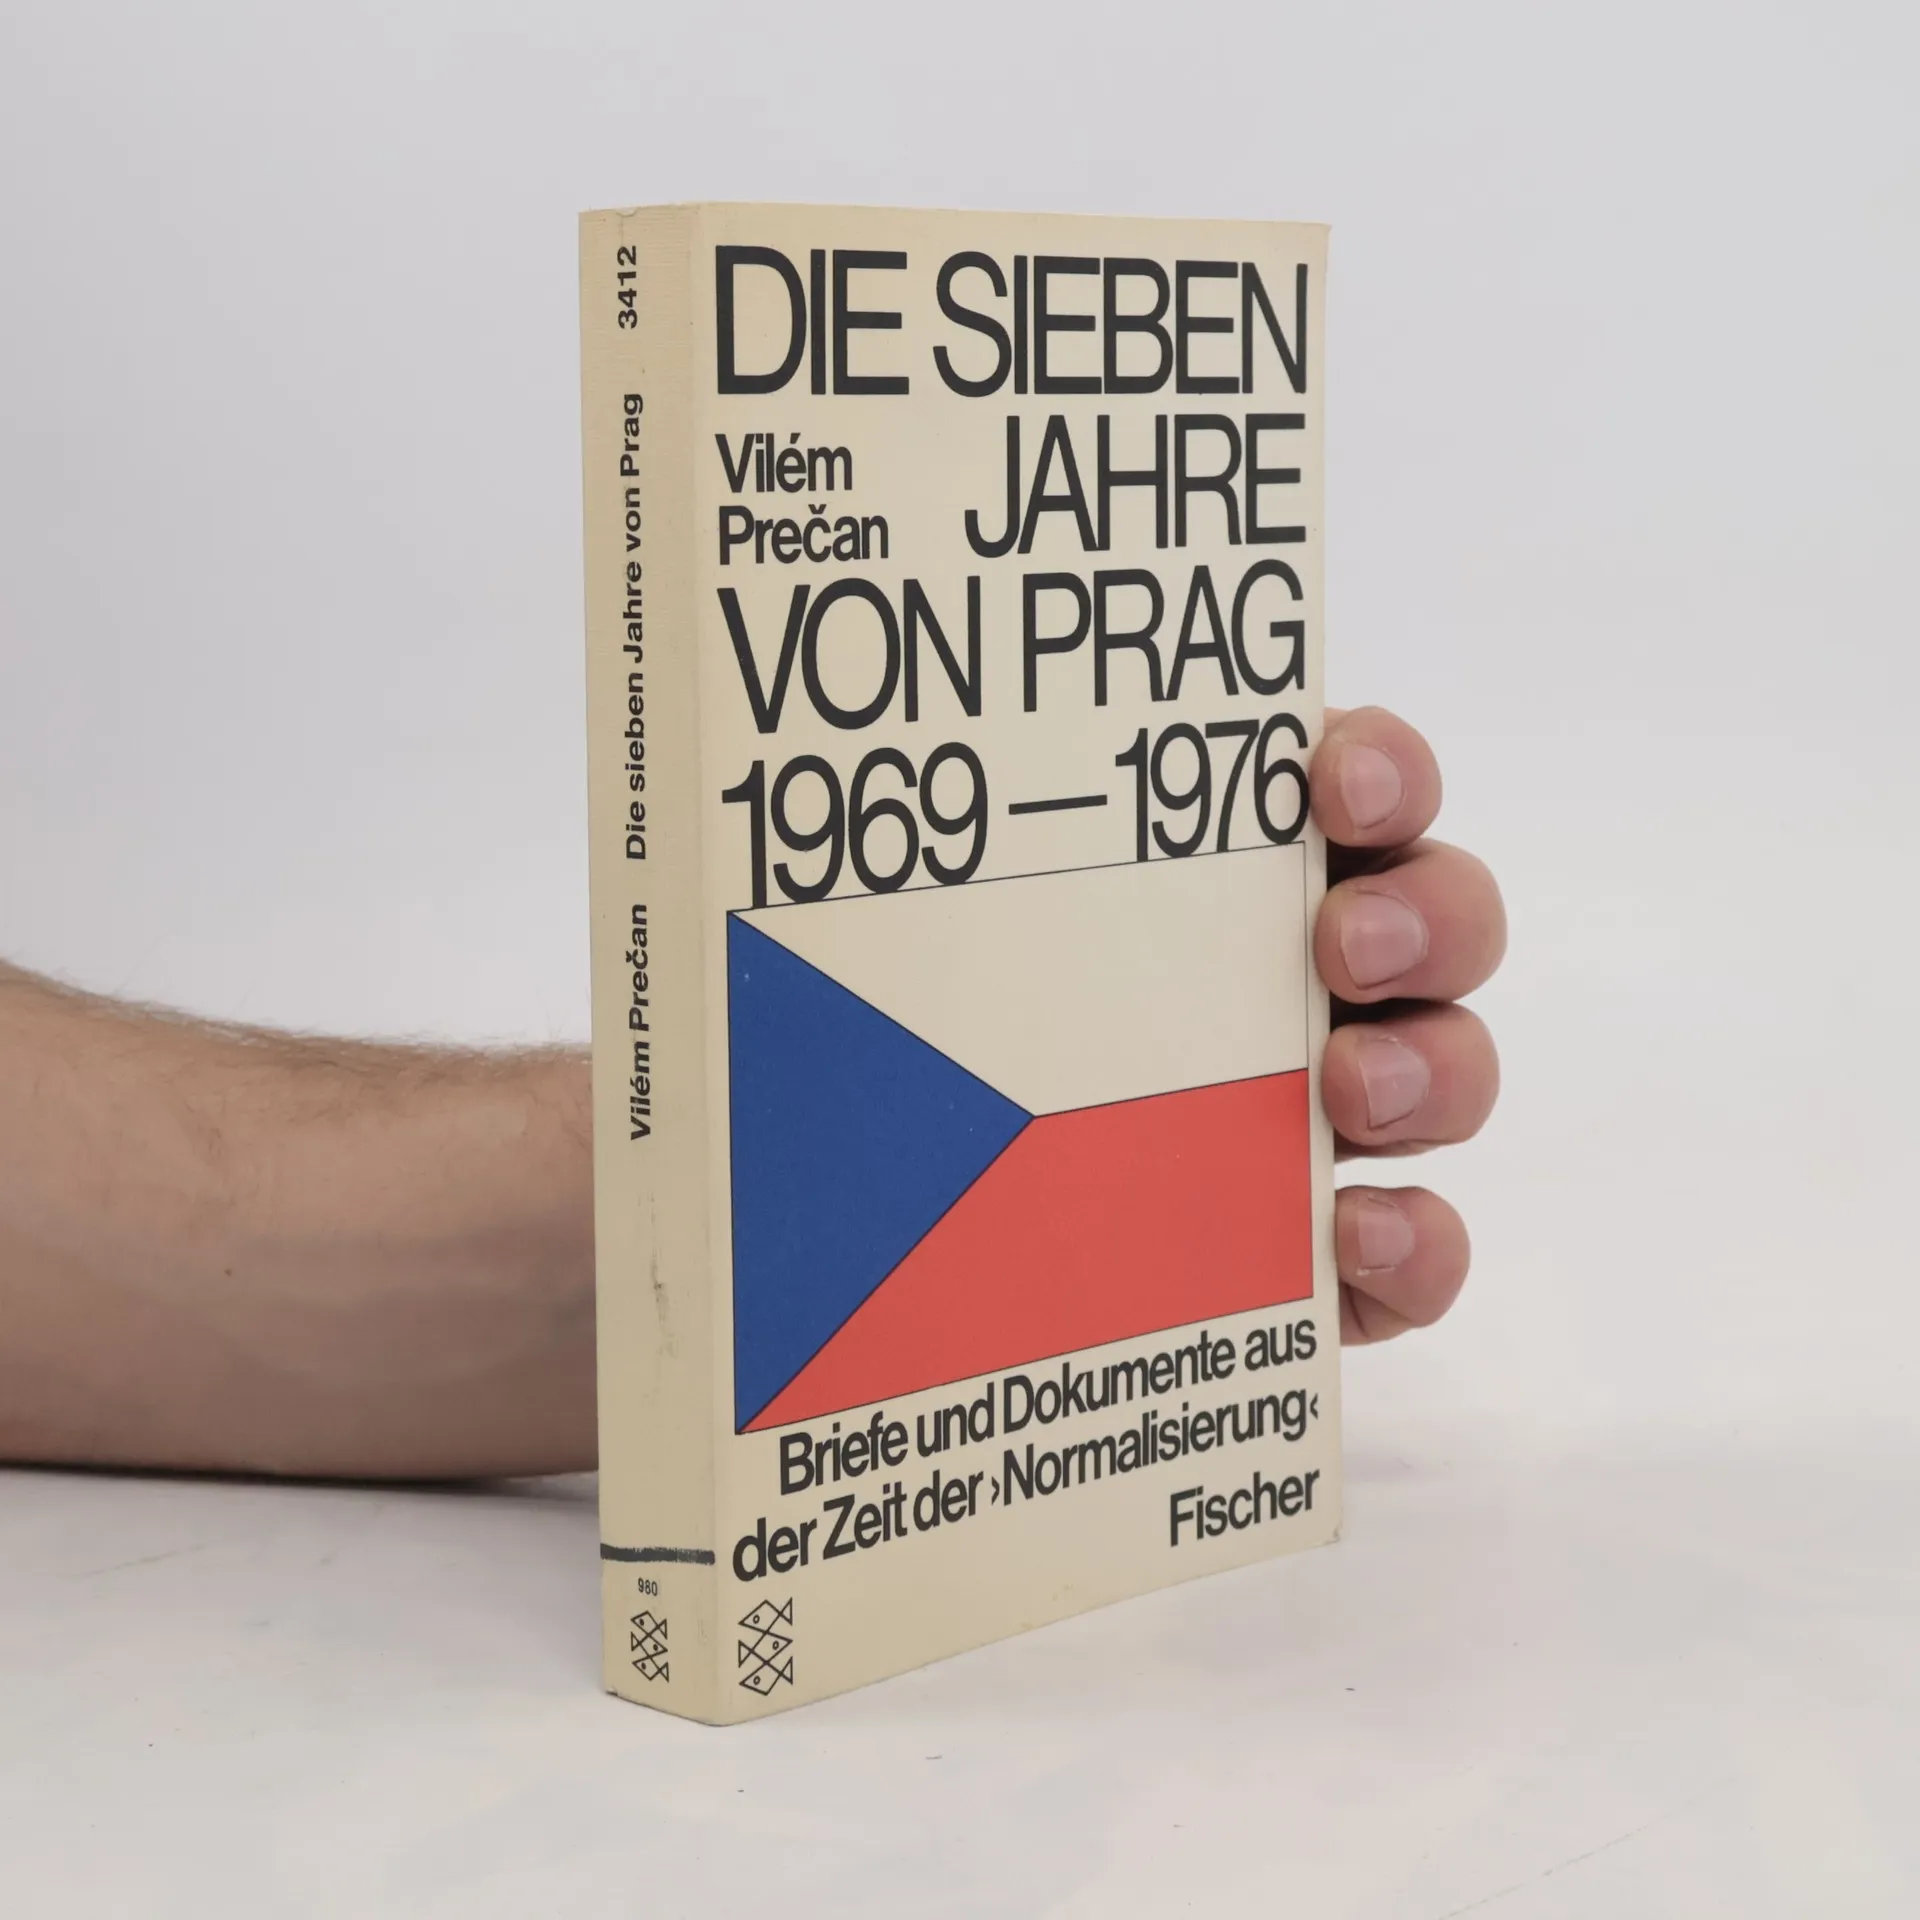 DIE SIEBEN
JAHRE
Vilém
Prečan
VON PRAG
1969 — 1976
Briefe und Dokumente aus
der Zeit der ›Normalisierung‹
Fischer
Vilém Prečan Die sieben Jahre von Prag 3412
980